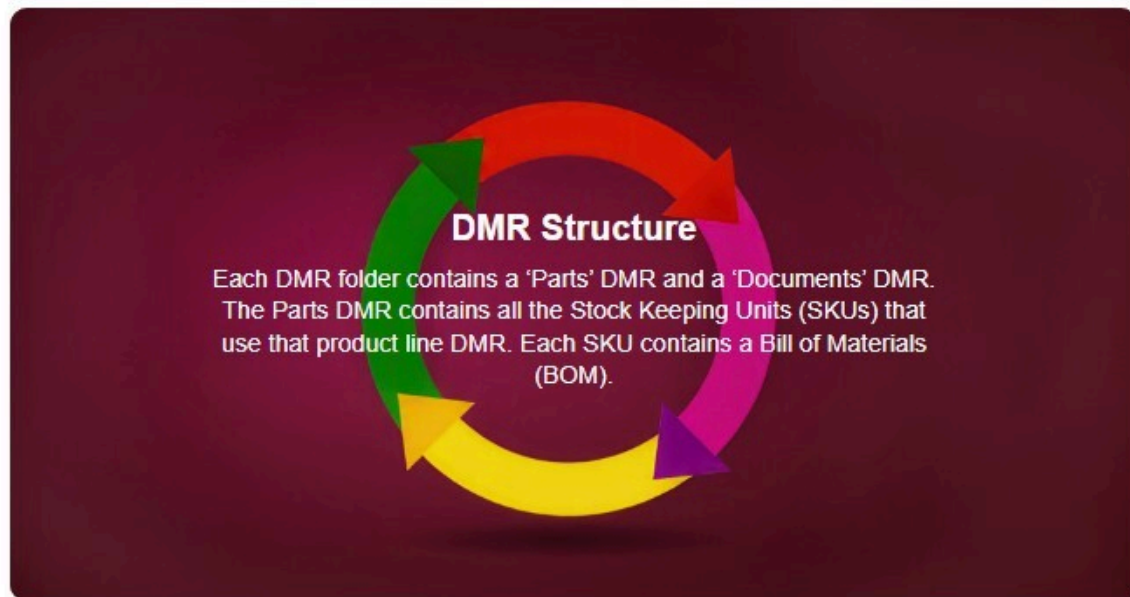 DMR Structure
Each DMR folder contains a ‘Parts’ DMR and a ‘Documents’ DMR.
The Parts DMR contains all the Stock Keeping Units (SKUs) that
use that product line DMR. Each SKU contains a Bill of Materials
(BOM).